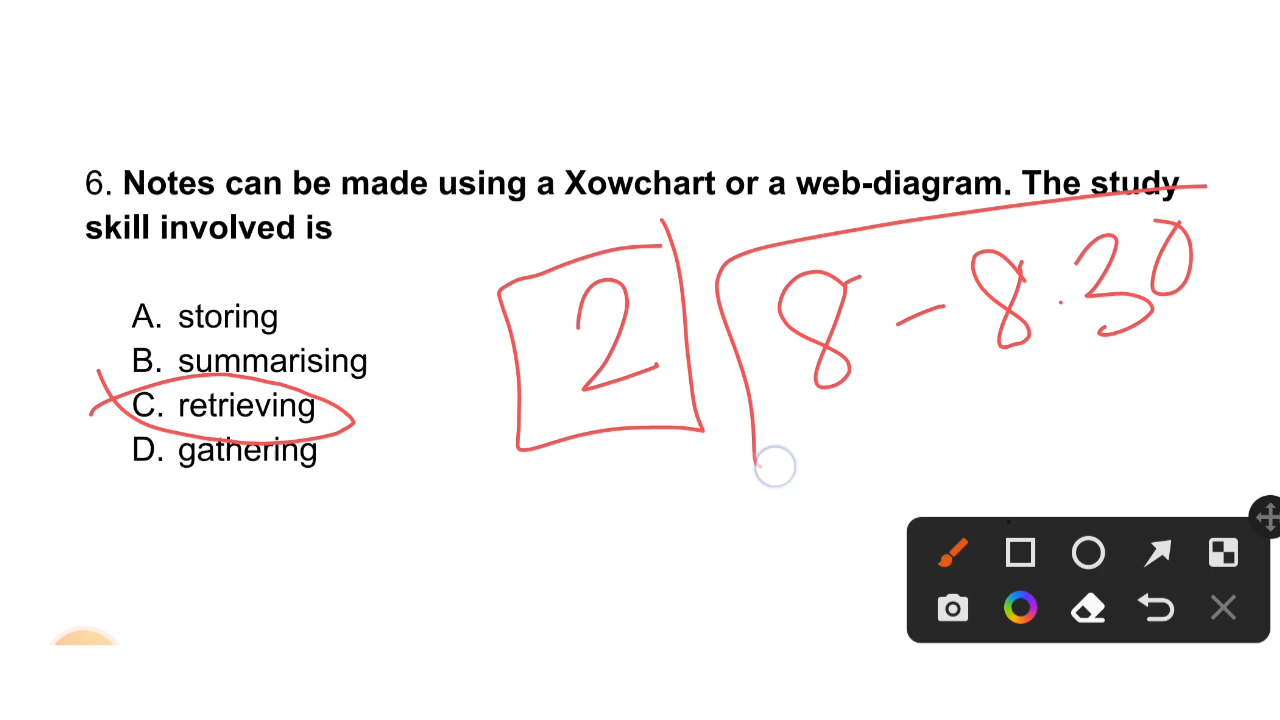 6. Notes can be made using a Xowchart or a web-diagram. The study
skill involved is
2 8 - 8.30
A. storing
B. summarising
C. retrieving
D. gathering